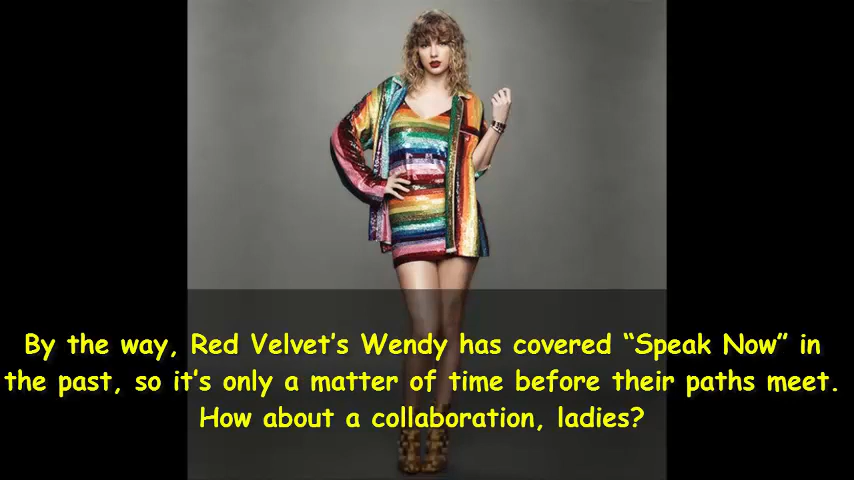 By the way, Red Velvet’s Wendy has covered “Speak Now” in
the past, so it’s only a matter of time before their paths meet.
How about a collaboration, ladies?